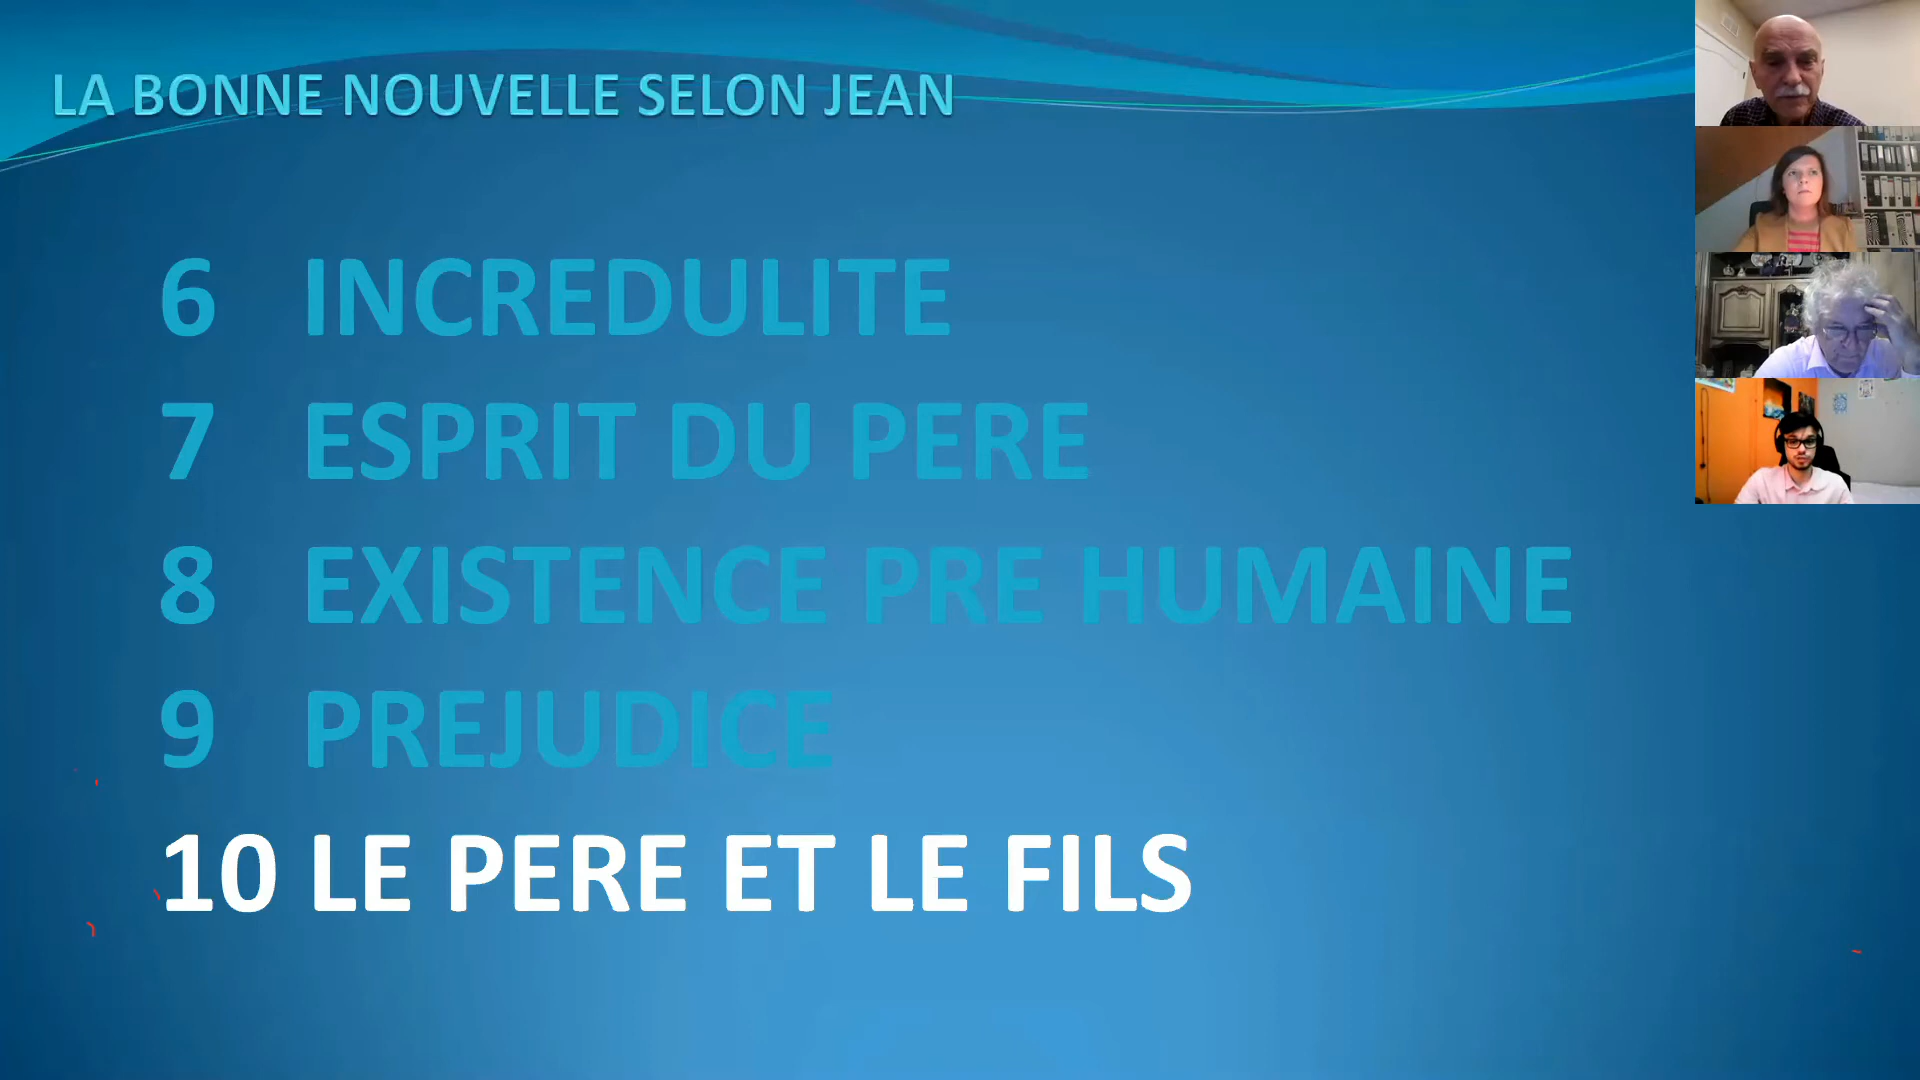 LA BONNE NOUVELLE SELON JEAN
6 INCREDULITE
7 ESPRIT DU PERE
8 EXISTENCE PRE HUMAINE
9 PREJUDICE
10 LE PERE ET LE FILS